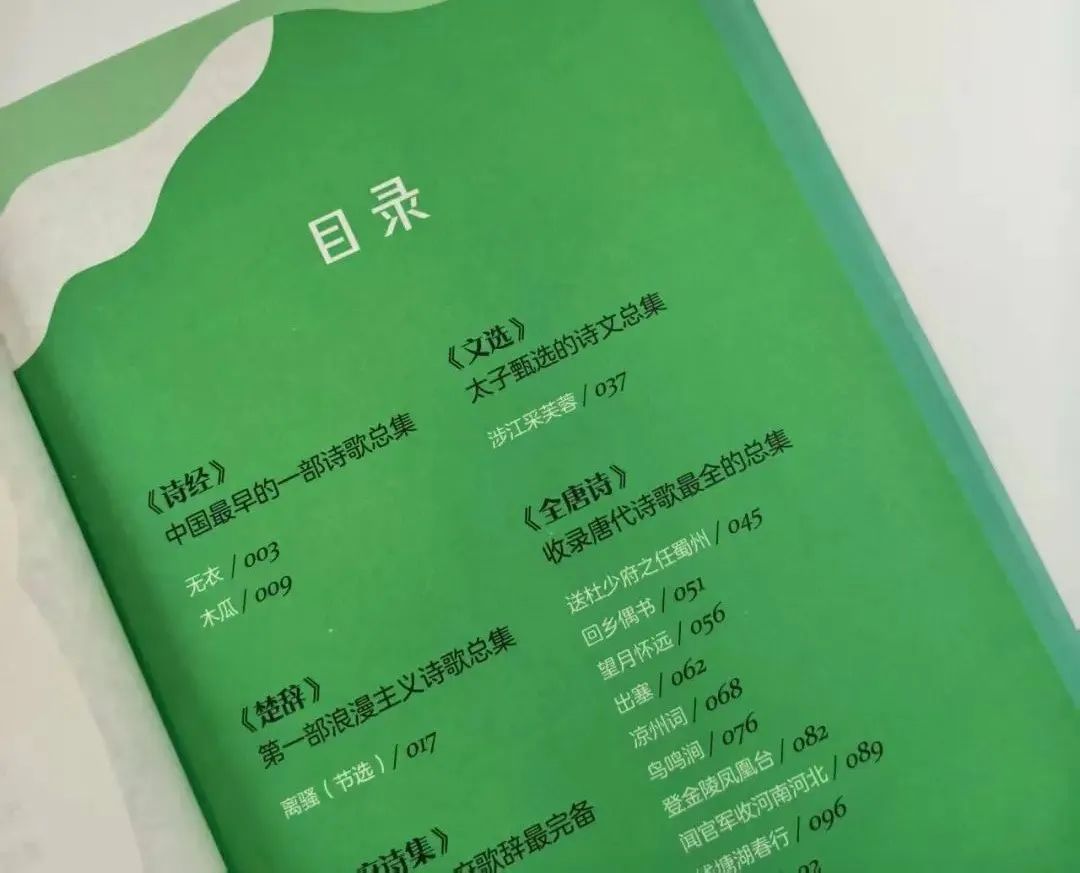 目录
《诗经》
中国最早的一部诗歌总集
无衣 / 003
木瓜 / 009
《楚辞》
第一部浪漫主义诗歌总集
离骚（节选） / 017
府诗集》
府歌辞最完备
《文选》
太子甄选的诗文总集
涉江采芙蓉 / 037
《全唐诗》
收录唐代诗歌最全的总集
送杜少府之任蜀州 / 045
回乡偶书 / 051
望月怀远 / 056
出塞 / 062
凉州词 / 068
鸟鸣涧 / 076
登金陵凤凰台 / 082
闻官军收河南河北 / 089
钱塘湖春行 / 096